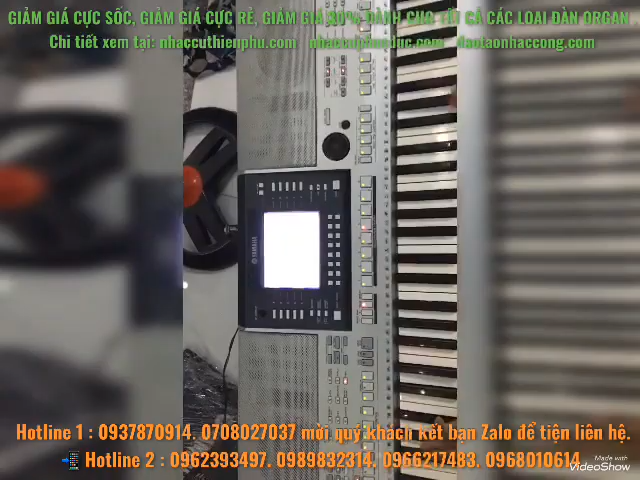 GIẢM GIÁ CỰC SỐC, GIẢM GIÁ CỰC RẺ, GIẢM GIÁ 30% DÀNH CHO TẤT CẢ CÁC LOẠI ĐÀN ORGAN
Chi tiết xem tại: nhaccuthienphu.com nhaccutanphuduc.com daotaonhaccong.com
YAMAHA
Hotline 1 : 0937870914. 0708027037 mời quý khách kết bạn Zalo để tiện liên hệ.
Hotline 2 : 0962393497. 0989832314. 0966217483. 0968010614
Made with
VideoShow